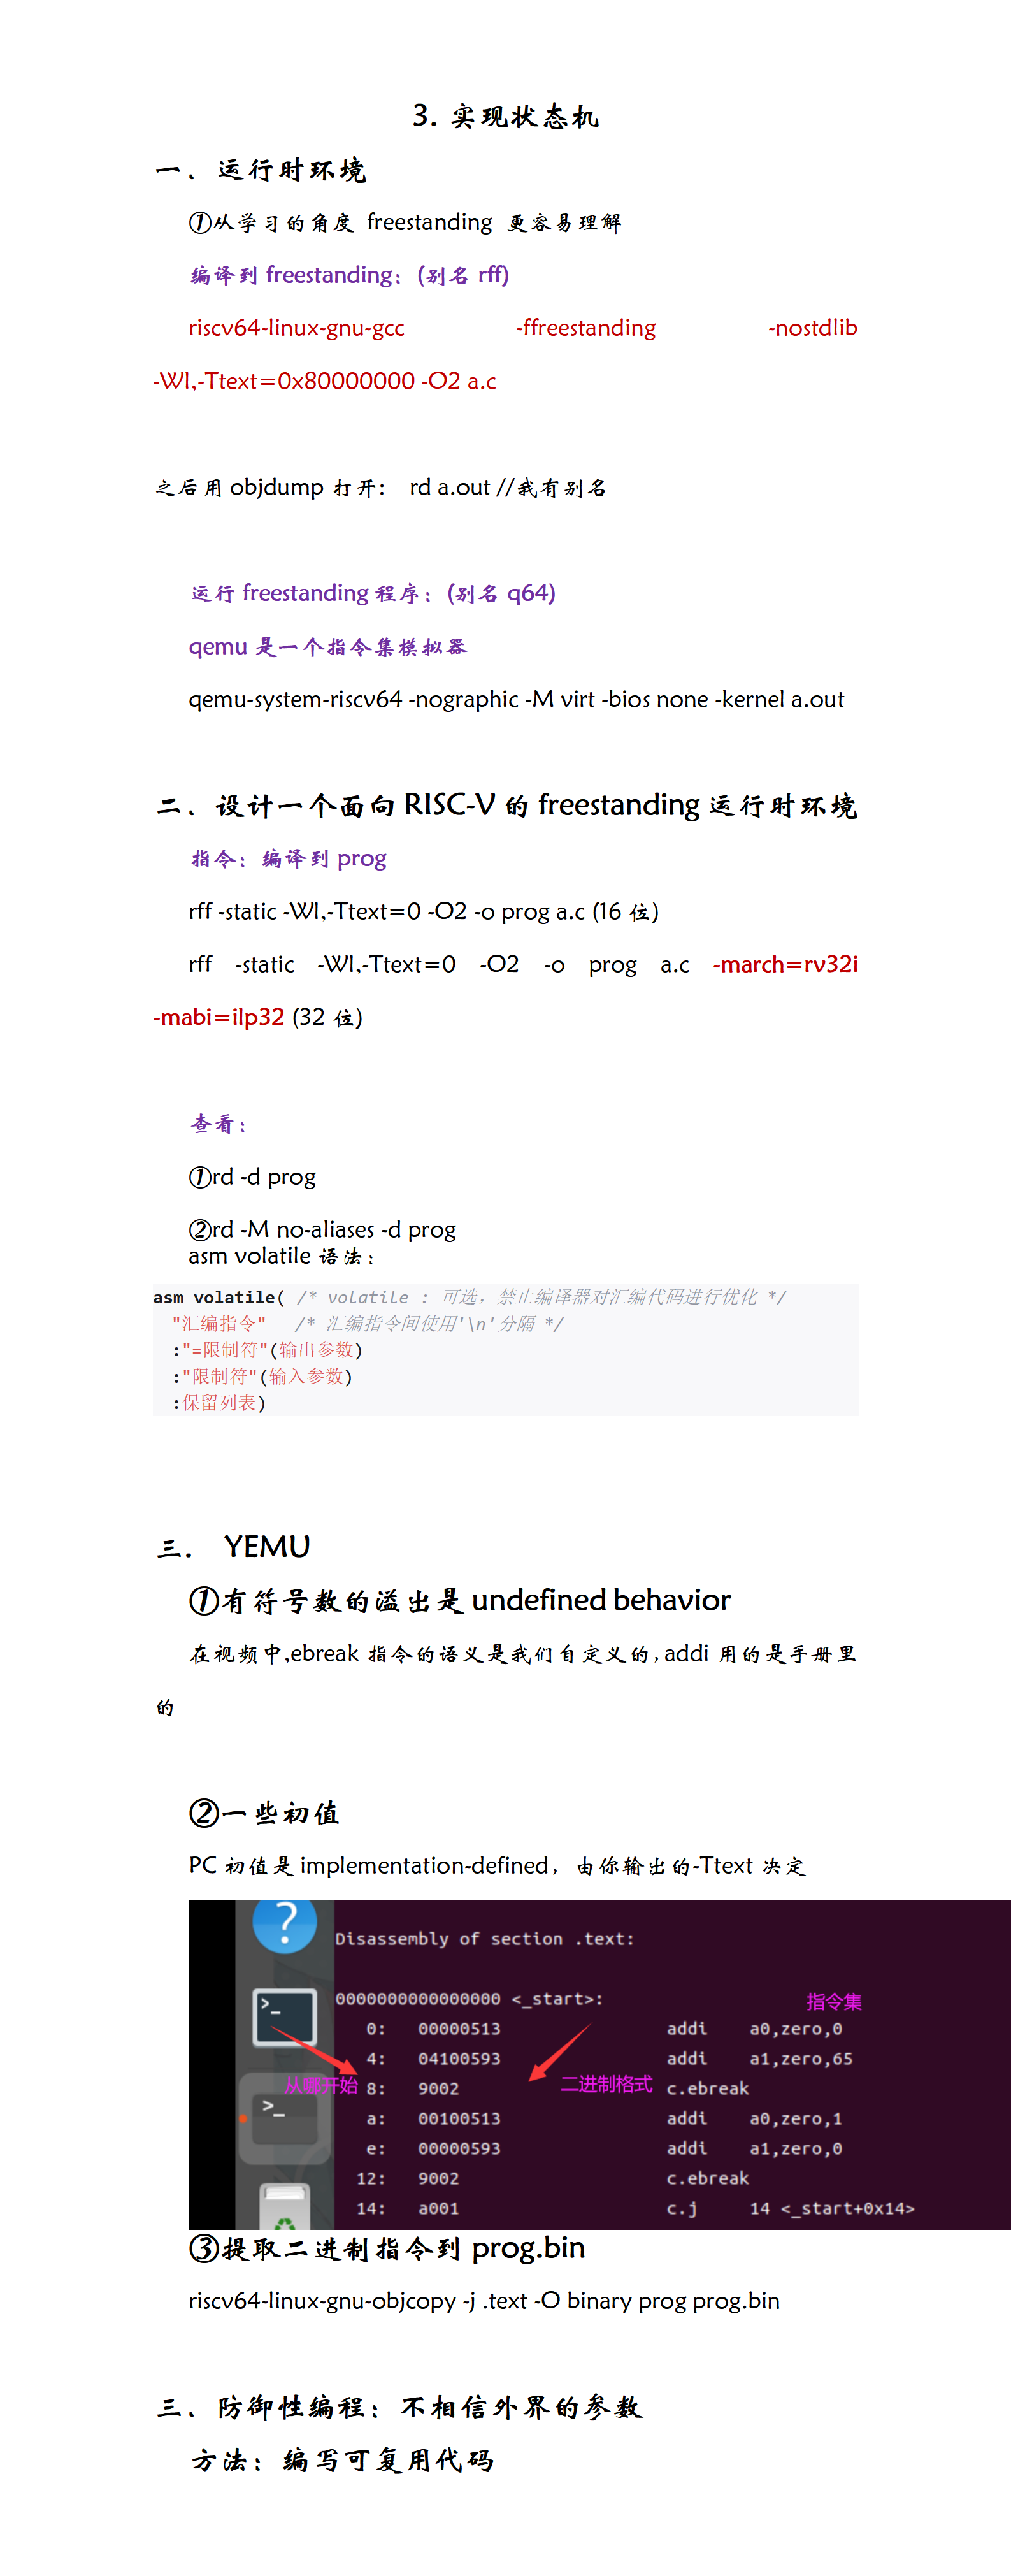 3. 实现状态机
一、运行时环境
①从学习的角度 freestanding 更容易理解
编译到 freestanding：(别名 rff)
riscv64-linux-gnu-gcc -ffreestanding -nostdlib
-Wl,-Ttext=0x80000000 -O2 a.c
之后用 objdump 打开： rd a.out //我有别名
运行 freestanding 程序：(别名 q64)
qemu 是一个指令集模拟器
qemu-system-riscv64 -nographic -M virt -bios none -kernel a.out
二、设计一个面向 RISC-V 的 freestanding 运行时环境
指令：编译到 prog
rff -static -Wl,-Ttext=0 -O2 -o prog a.c (16 位)
rff -static -Wl,-Ttext=0 -O2 -o prog a.c -march=rv32i
-mabi=ilp32 (32 位)
查看：
①rd -d prog
②rd -M no-aliases -d prog
asm volatile 语法：
asm volatile( /* volatile : 可选，禁止编译器对汇编代码进行优化 */
"汇编指令" /* 汇编指令间使用'\n'分隔 */
:"=限制符"(输出参数)
:"限制符"(输入参数)
:保留列表)
三. YEMU
①有符号数的溢出是 undefined behavior
在视频中,ebreak 指令的语义是我们自定义的,addi 用的是手册里
的
②一些初值
PC 初值是 implementation-defined，由你输出的-Ttext 决定
Disassembly of section .text:
0000000000000000 <_start>:
指令集
0: 00000513 addi a0,zero,0
4: 04100593 addi a1,zero,65
从哪开始 8: 9002 二进制格式 c.ebreak
a: 00100513 addi a0,zero,1
e: 00000593 addi a1,zero,0
12: 9002 c.ebreak
14: a001 c.j 14 <_start+0x14>
③提取二进制指令到 prog.bin
riscv64-linux-gnu-objcopy -j .text -O binary prog prog.bin
三、防御性编程：不相信外界的参数
方法：编写可复用代码